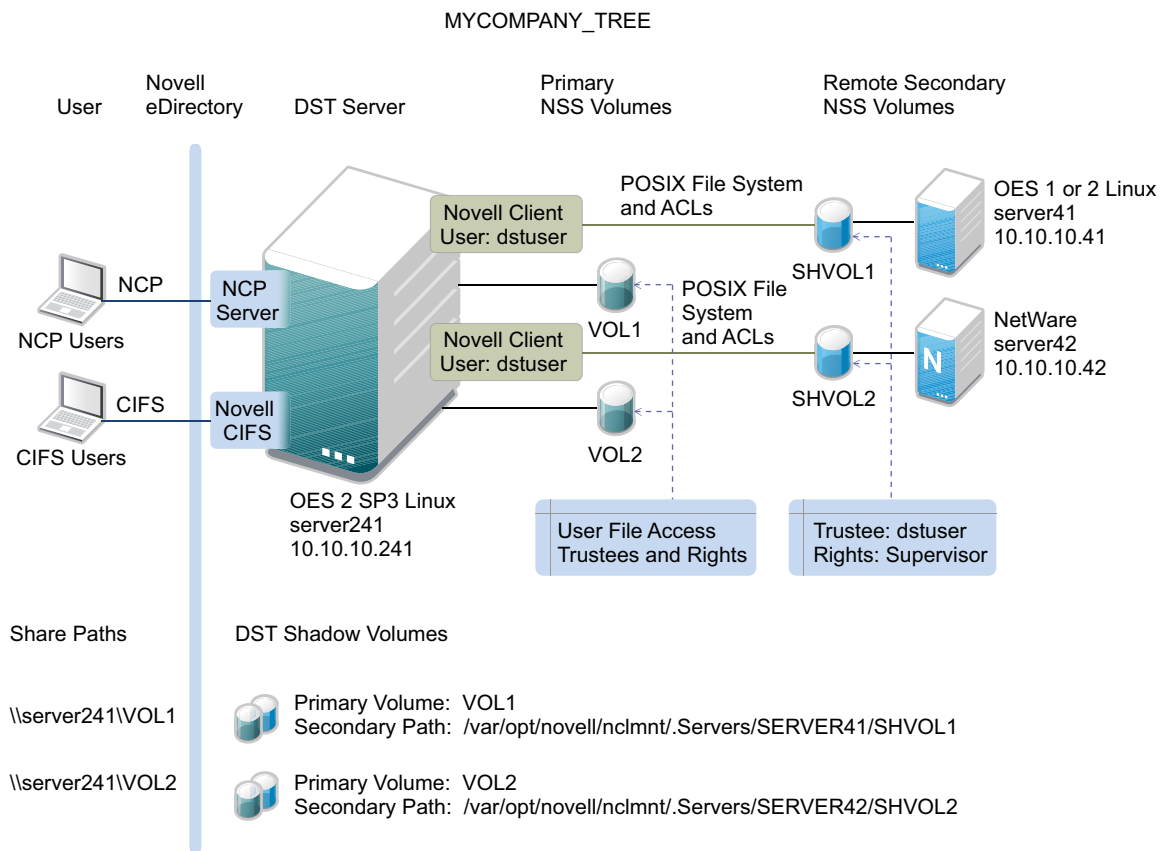 MYCOMPANY_TREE
User
Novell
eDirectory
DST Server
Primary
NSS Volumes
Remote Secondary
NSS Volumes
POSIX File System
and ACLs
Novell Client
User: dstuser
SHVOL1
OES 1 or 2 Linux
server41
10.10.10.41
NCP
NCP Users
NCP
Server
VOL1
POSIX File
System
and ACLs
Novell Client
User: dstuser
SHVOL2
N
NetWare
server42
10.10.10.42
CIFS
CIFS Users
Novell
CIFS
VOL2
OES 2 SP3 Linux
server241
10.10.10.241
User File Access
Trustees and Rights
Trustee: dstuser
Rights: Supervisor
Share Paths
DST Shadow Volumes
\\server241\VOL1
Primary Volume: VOL1
Secondary Path: /var/opt/novell/nclmnt/.Servers/SERVER41/SHVOL1
\\server241\VOL2
Primary Volume: VOL2
Secondary Path: /var/opt/novell/nclmnt/.Servers/SERVER42/SHVOL2